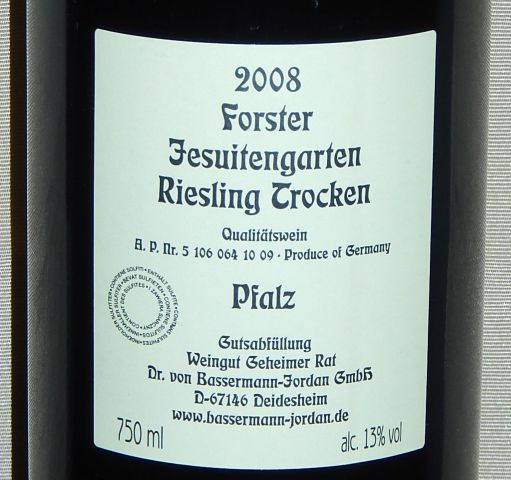 2008
Forster
Jesuitengarten
Riesling Trocken
Qualitätswein
A. P. Nr. 5 106 064 10 09 · Produce of Germany
Pfalz
Gutsabfüllung
Weingut Geheimer Rat
Dr. von Bassermann-Jordan GmbH
D-67146 Deidesheim
www.bassermann-jordan.de
750 ml
alc. 13% vol